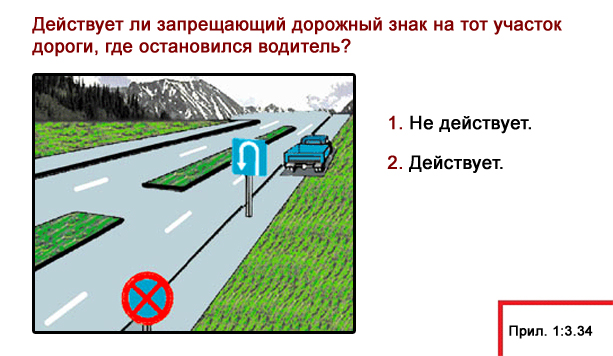 Действует ли запрещающий дорожный знак на тот участок
дороги, где остановился водитель?
1. Не действует.
2. Действует.
Прил. 1:3.34